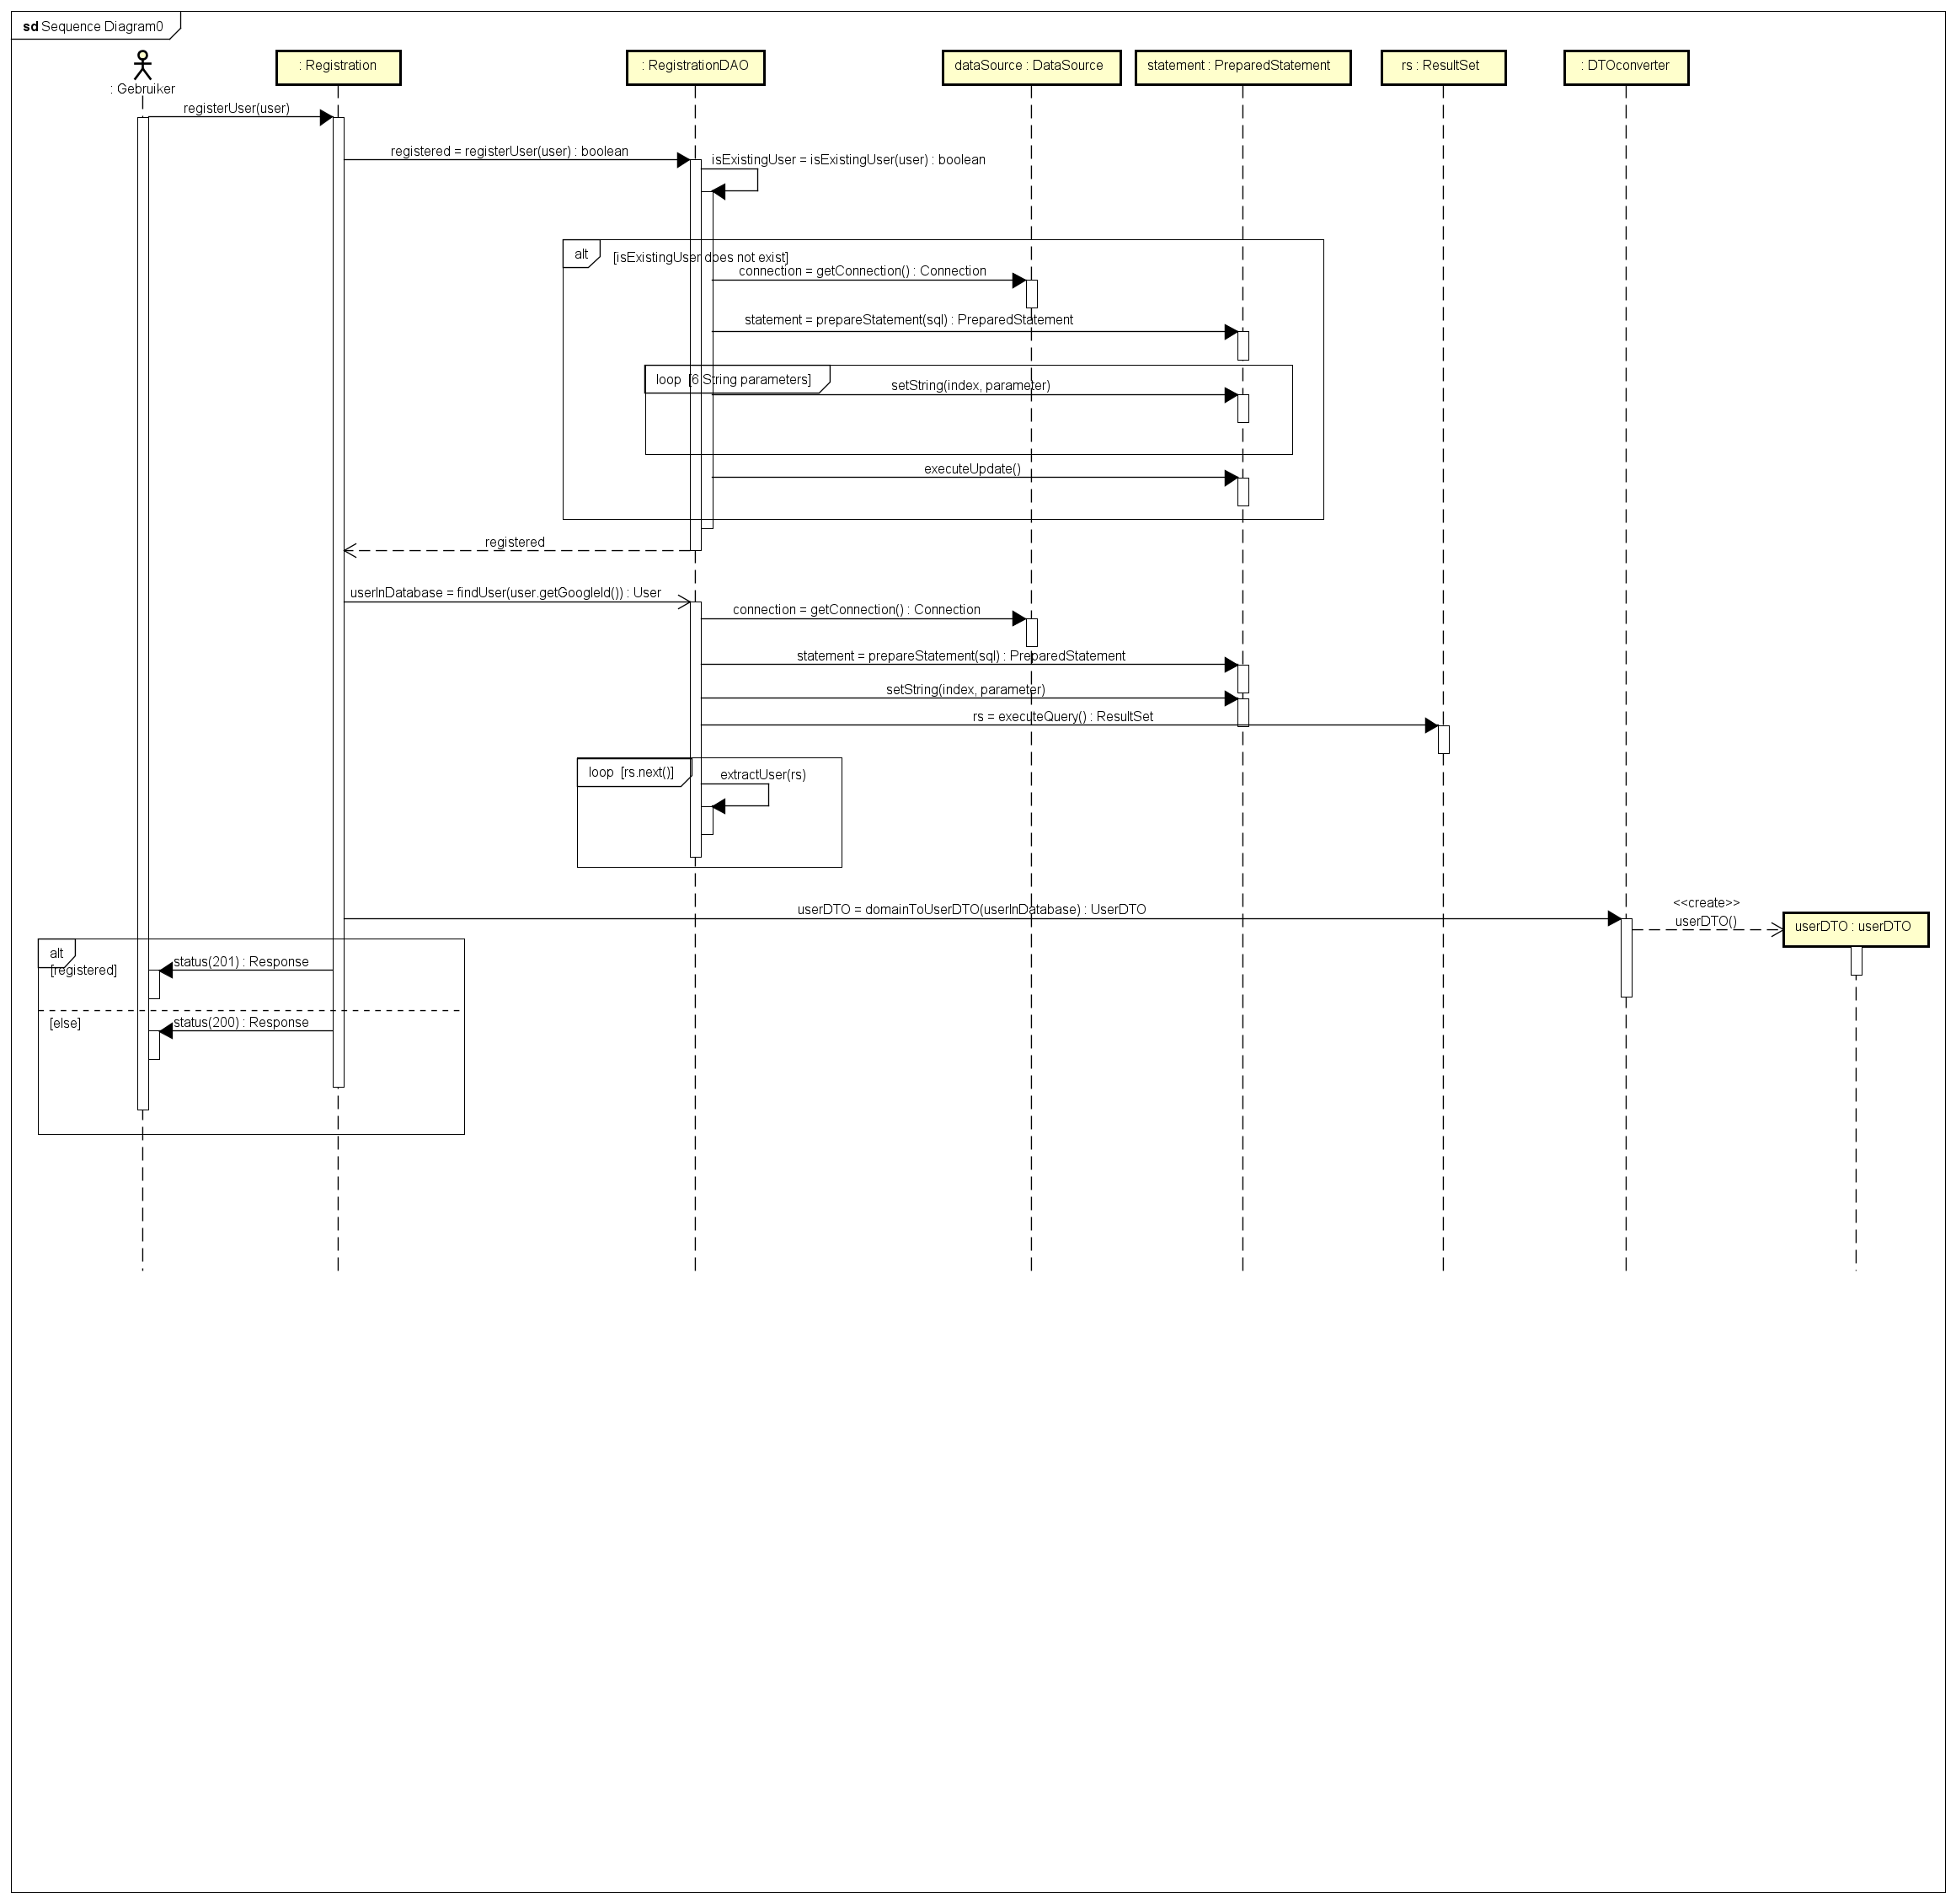 sd Sequence Diagram0
: Gebruiker
: Registration
: RegistrationDAO
dataSource : DataSource
statement : PreparedStatement
rs : ResultSet
: DTOconverter
registerUser(user)
registered = registerUser(user) : boolean
isExistingUser = isExistingUser(user) : boolean
alt
[isExistingUser does not exist]
connection = getConnection() : Connection
statement = prepareStatement(sql) : PreparedStatement
loop [6 String parameters]
setString(index, parameter)
executeUpdate()
registered
userInDatabase = findUser(user.getGoogleId()) : User
connection = getConnection() : Connection
statement = prepareStatement(sql) : PreparedStatement
setString(index, parameter)
rs = executeQuery() : ResultSet
loop [rs.next()]
extractUser(rs)
userDTO = domainToUserDTO(userInDatabase) : UserDTO
<<create>>
userDTO()
userDTO : userDTO
alt
[registered]
status(201) : Response
[else]
status(200) : Response